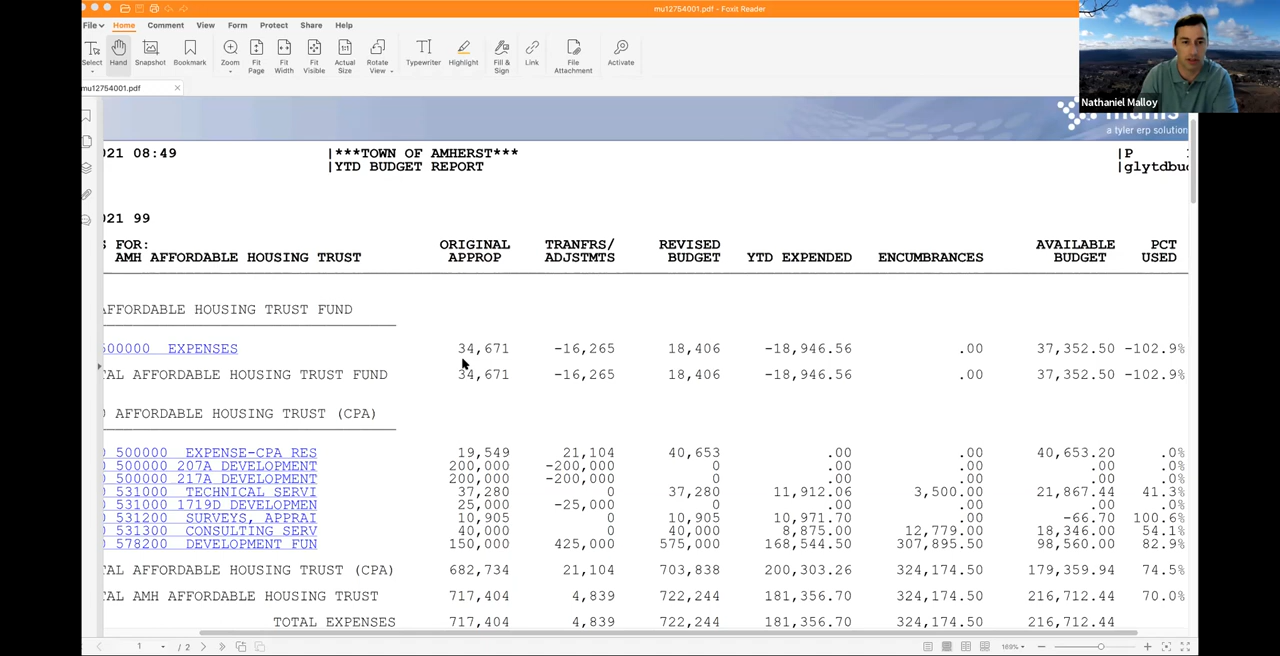 mu12754001.pdf - Foxit Reader
File Home Comment View Form Protect Share Help
Select Hand Snapshot Bookmark Zoom Fit Page Fit Width Fit Visible Actual Size Rotate View Typewriter Highlight Fill & Sign Link File Attachment Activate
mu12754001.pdf
Nathaniel Malloy
munis
a tyler erp solution
021 08:49 |***TOWN OF AMHERST*** |P
|YTD BUDGET REPORT |glytdbu
021 99
S FOR: ORIGINAL TRANFRS/ REVISED AVAILABLE PCT
AMH AFFORDABLE HOUSING TRUST APPROP ADJSTMTS BUDGET YTD EXPENDED ENCUMBRANCES BUDGET USED
AFFORDABLE HOUSING TRUST FUND
500000 EXPENSES 34,671 -16,265 18,406 -18,946.56 .00 37,352.50 -102.9%
TAL AFFORDABLE HOUSING TRUST FUND 34,671 -16,265 18,406 -18,946.56 .00 37,352.50 -102.9%
0 AFFORDABLE HOUSING TRUST (CPA)
0 500000 EXPENSE-CPA RES 19,549 21,104 40,653 .00 .00 40,653.20 .0%
0 500000 207A DEVELOPMENT 200,000 -200,000 0 .00 .00 .00 .0%
0 500000 217A DEVELOPMENT 200,000 -200,000 0 .00 .00 .00 .0%
0 531000 TECHNICAL SERVI 37,280 0 37,280 11,912.06 3,500.00 21,867.44 41.3%
0 531000 1719D DEVELOPMEN 25,000 -25,000 0 .00 .00 .00 .0%
0 531200 SURVEYS, APPRAI 10,905 0 10,905 10,971.70 .00 -66.70 100.6%
0 531300 CONSULTING SERV 40,000 0 40,000 8,875.00 12,779.00 18,346.00 54.1%
0 578200 DEVELOPMENT FUN 150,000 425,000 575,000 168,544.50 307,895.50 98,560.00 82.9%
TAL AFFORDABLE HOUSING TRUST (CPA) 682,734 21,104 703,838 200,303.26 324,174.50 179,359.94 74.5%
TAL AMH AFFORDABLE HOUSING TRUST 717,404 4,839 722,244 181,356.70 324,174.50 216,712.44 70.0%
TOTAL EXPENSES 717,404 4,839 722,244 181,356.70 324,174.50 216,712.44
1 / 2 169%